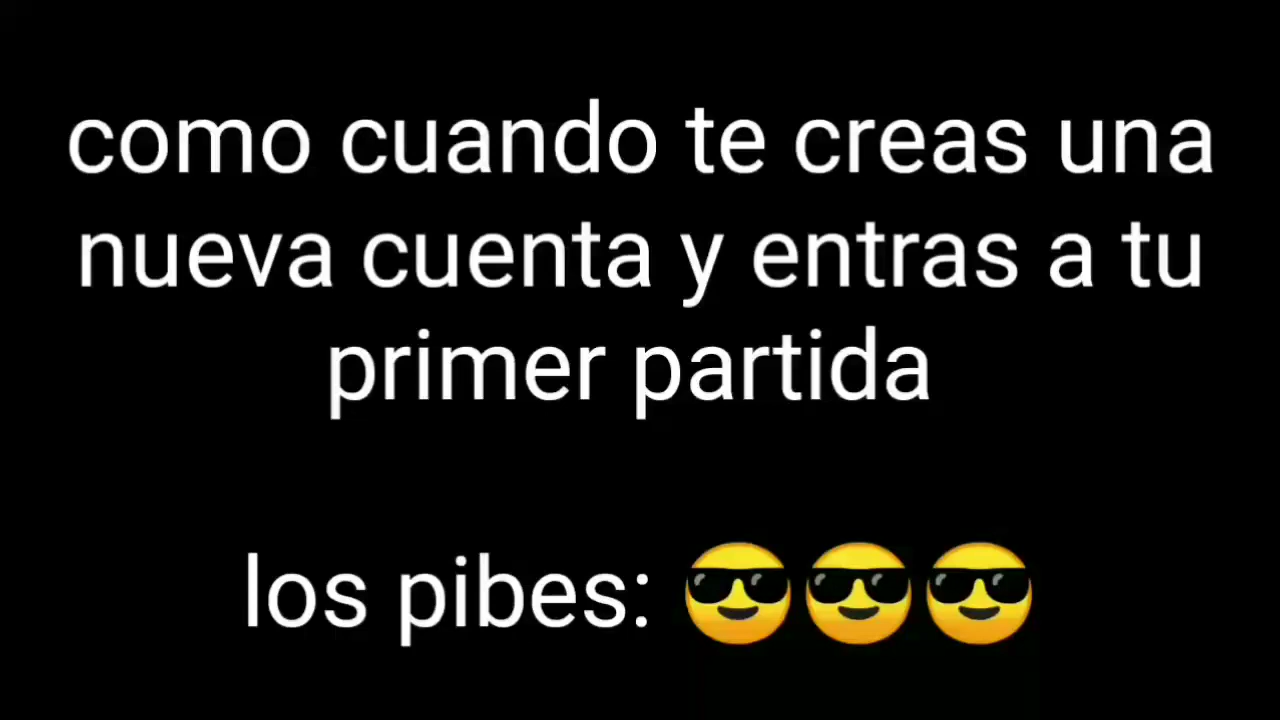 como cuando te creas una
nueva cuenta y entras a tu
primer partida
los pibes: 😎😎😎